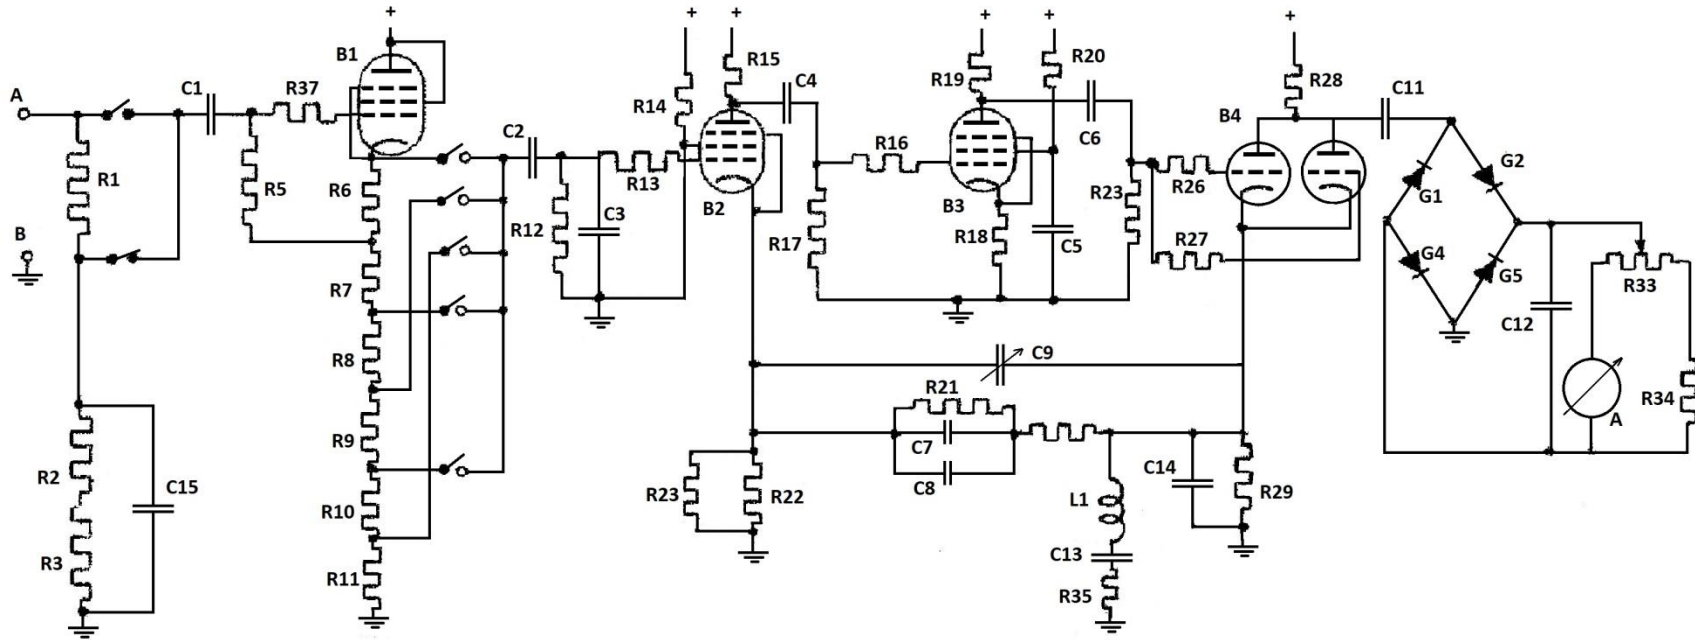 + + + + + +
B1 R15 R20
R19
A C1 R37 R14 C4 R28 C11
B4
C2 C6
G2
R16
R1 R26
R5 R6 R13 B2 B3 R23 G1
B R12 C3 R17 R18 C5 R27 G4 G5
R7 R33
C12
R8 C9
R21 R34
A
R9 C7
R2 C15 R23 R22 C8 C14 R29
L1
R10
C13
R3 R11
R35